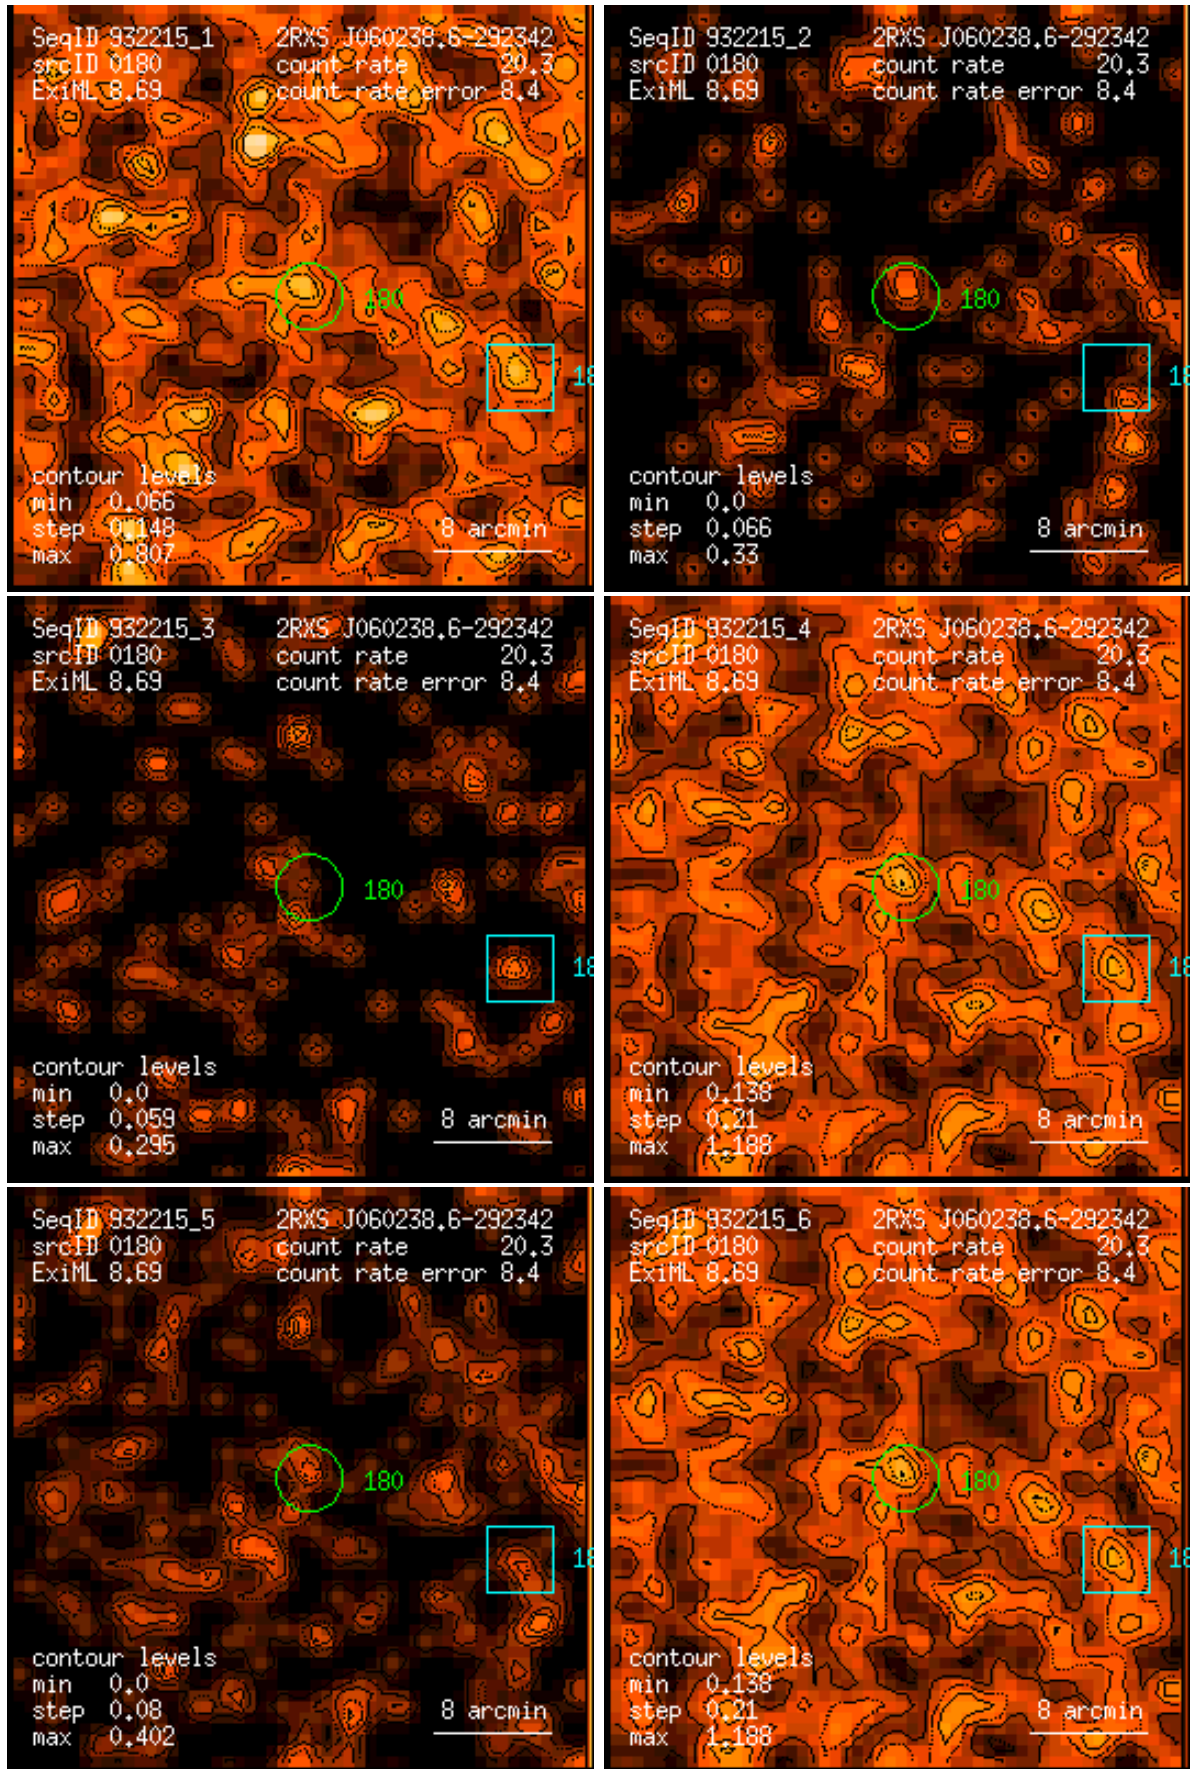 SeqID 932215_1 2RXS J060238.6-292342
srcID 0180 count rate 20.3
ExiML 8.69 count rate error 8.4
180
18
contour levels
min 0.066
step 0.148 8 arcmin
max 0.807
SeqID 932215_2 2RXS J060238.6-292342
srcID 0180 count rate 20.3
ExiML 8.69 count rate error 8.4
180
18
contour levels
min 0.0
step 0.066 8 arcmin
max 0.33
SeqID 932215_3 2RXS J060238.6-292342
srcID 0180 count rate 20.3
ExiML 8.69 count rate error 8.4
180
18
contour levels
min 0.0
step 0.059 8 arcmin
max 0.295
SeqID 932215_4 2RXS J060238.6-292342
srcID 0180 count rate 20.3
ExiML 8.69 count rate error 8.4
180
18
contour levels
min 0.138
step 0.21 8 arcmin
max 1.188
SeqID 932215_5 2RXS J060238.6-292342
srcID 0180 count rate 20.3
ExiML 8.69 count rate error 8.4
180
18
contour levels
min 0.0
step 0.08 8 arcmin
max 0.402
SeqID 932215_6 2RXS J060238.6-292342
srcID 0180 count rate 20.3
ExiML 8.69 count rate error 8.4
180
18
contour levels
min 0.138
step 0.21 8 arcmin
max 1.188